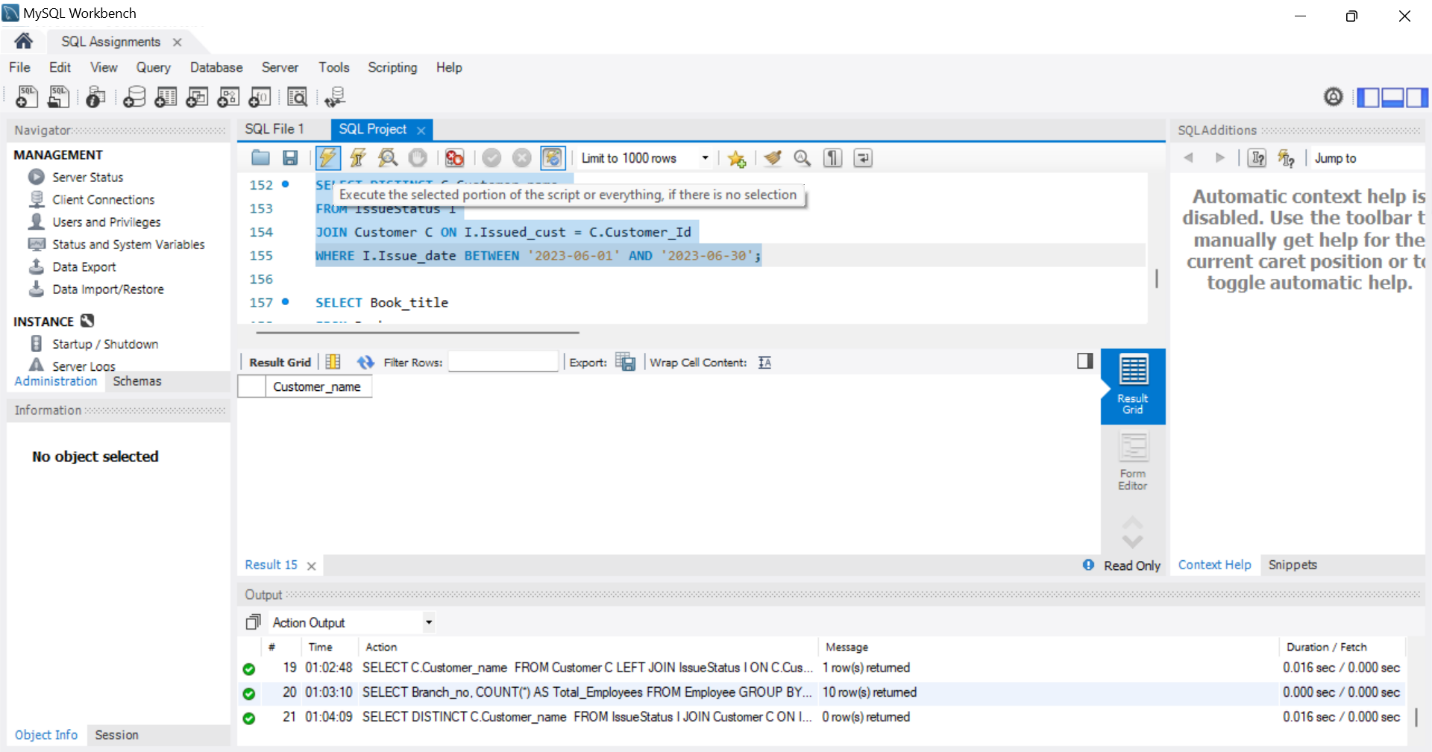 MySQL Workbench
SQL Assignments
File Edit View Query Database Server Tools Scripting Help
Navigator
MANAGEMENT
Server Status
Client Connections
Users and Privileges
Status and System Variables
Data Export
Data Import/Restore
INSTANCE
Startup / Shutdown
Server Logs
Administration Schemas
Information
No object selected
Object Info Session
SQL File 1 SQL Project
Limit to 1000 rows
152 SELECT DISTINCT C.Customer_name
Execute the selected portion of the script or everything, if there is no selection
153 FROM IssueStatus I
154 JOIN Customer C ON I.Issued_cust = C.Customer_Id
155 WHERE I.Issue_date BETWEEN '2023-06-01' AND '2023-06-30';
156
157 SELECT Book_title
Result Grid Filter Rows: Export: Wrap Cell Content:
Customer_name
Result
Grid
Form
Editor
Result 15 Read Only
SQLAdditions
Jump to
Automatic context help is
disabled. Use the toolbar t
manually get help for the
current caret position or to
toggle automatic help.
Context Help Snippets
Output
Action Output
# Time Action Message Duration / Fetch
19 01:02:48 SELECT C.Customer_name FROM Customer C LEFT JOIN IssueStatus I ON C.Cus... 1 row(s) returned 0.016 sec / 0.000 sec
20 01:03:10 SELECT Branch_no, COUNT(*) AS Total_Employees FROM Employee GROUP BY... 10 row(s) returned 0.000 sec / 0.000 sec
21 01:04:09 SELECT DISTINCT C.Customer_name FROM IssueStatus I JOIN Customer C ON I... 0 row(s) returned 0.016 sec / 0.000 sec